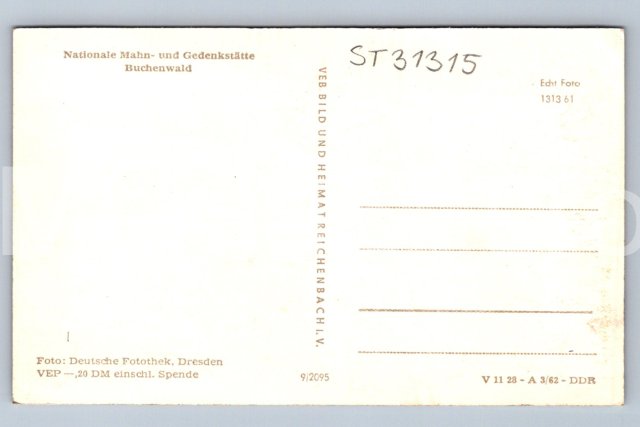 Nationale Mahn- und Gedenkstätte
Buchenwald
ST31315
Echt Foto
1313 61
VEB BILD UND HEIMAT REICHENBACH I. V.
Foto: Deutsche Fotothek, Dresden
VEP —,20 DM einschl. Spende
9/2095
V 11 28 - A 3/62 - DDR